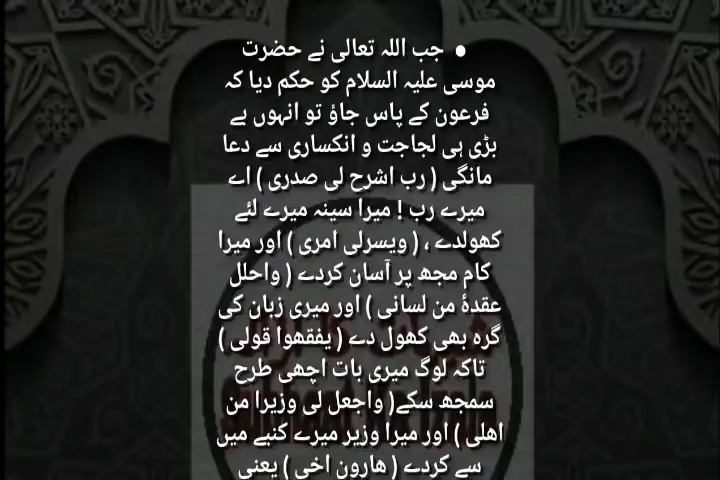 ● جب اللہ تعالی نے حضرت
موسی علیہ السلام کو حکم دیا کہ
فرعون کے پاس جاؤ تو انہوں ہے
بڑی ہی لجاجت و انکساری سے دعا
مانگی ( رب اشرح لی صدری ) اے
میرے رب ! میرا سینہ میرے لئے
کھولدے ، ( ویسرلی امری ) اور میرا
کام مجھ پر آسان کردے ( واحلل
عقدۂ من لسانی ) اور میری زبان کی
گرہ بھی کھول دے ( یفقھوا قولی )
تاکہ لوگ میری بات اچھی طرح
سمجھ سکے( واجعل لی وزیرا من
اھلی ) اور میرا وزیر میرے کنبے میں
سے کردے ( ھارون اخی ) یعنی